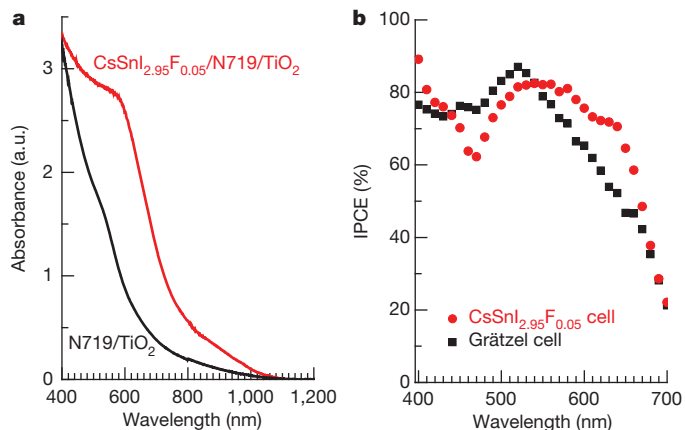 a
CsSnI2.95F0.05/N719/TiO2
Absorbance (a.u.)
3
2
1
0
N719/TiO2
400 600 800 1,000 1,200
Wavelength (nm)
b
IPCE (%)
100
80
60
40
20
0
CsSnI2.95F0.05 cell
Grätzel cell
400 500 600 700
Wavelength (nm)